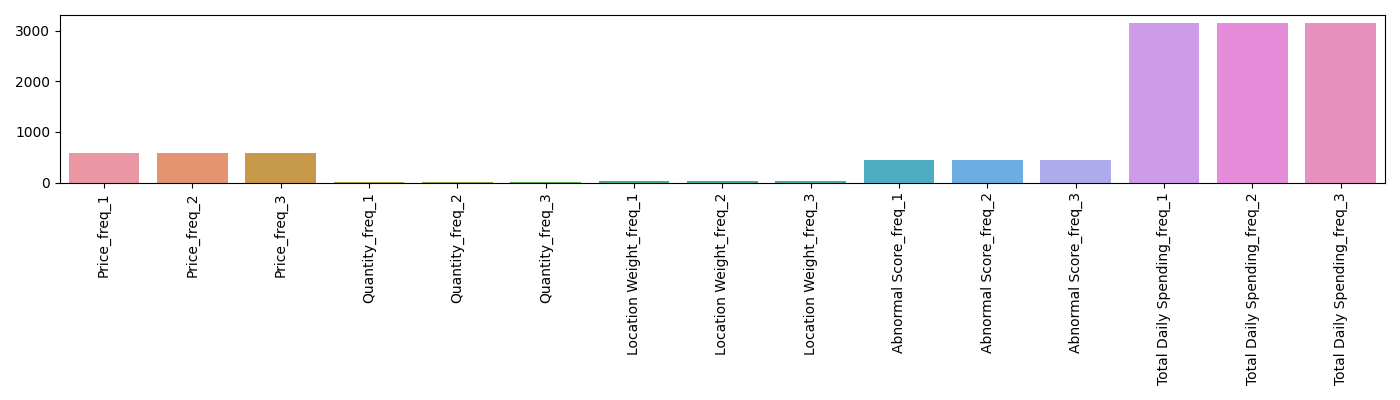 3000
2000
1000
0
Price_freq_1
Price_freq_2
Price_freq_3
Quantity_freq_1
Quantity_freq_2
Quantity_freq_3
Location Weight_freq_1
Location Weight_freq_2
Location Weight_freq_3
Abnormal Score_freq_1
Abnormal Score_freq_2
Abnormal Score_freq_3
Total Daily Spending_freq_1
Total Daily Spending_freq_2
Total Daily Spending_freq_3